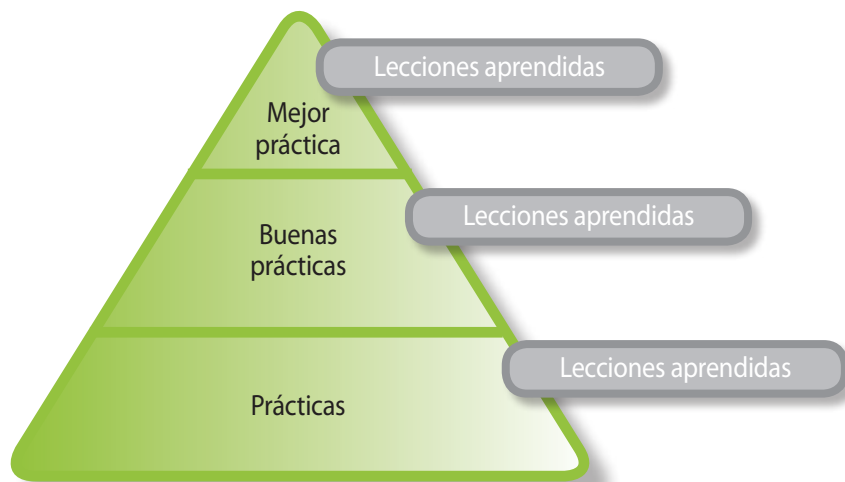 Lecciones aprendidas
Mejor
práctica
Lecciones aprendidas
Buenas
prácticas
Lecciones aprendidas
Prácticas